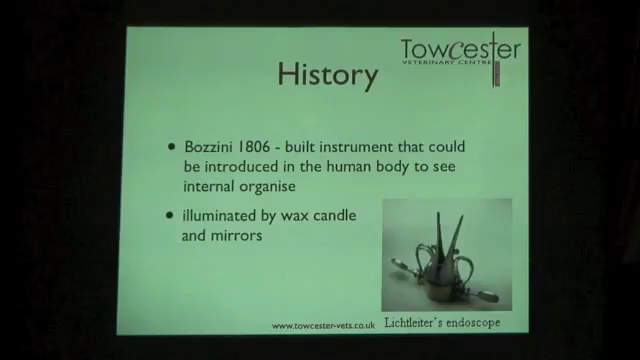 Towcester
VETERINARY CENTRE
History
• Bozzini 1806 - built instrument that could
be introduced in the human body to see
internal organise
• illuminated by wax candle
and mirrors
www.towcester-vets.co.uk
Lichtleiter's endoscope